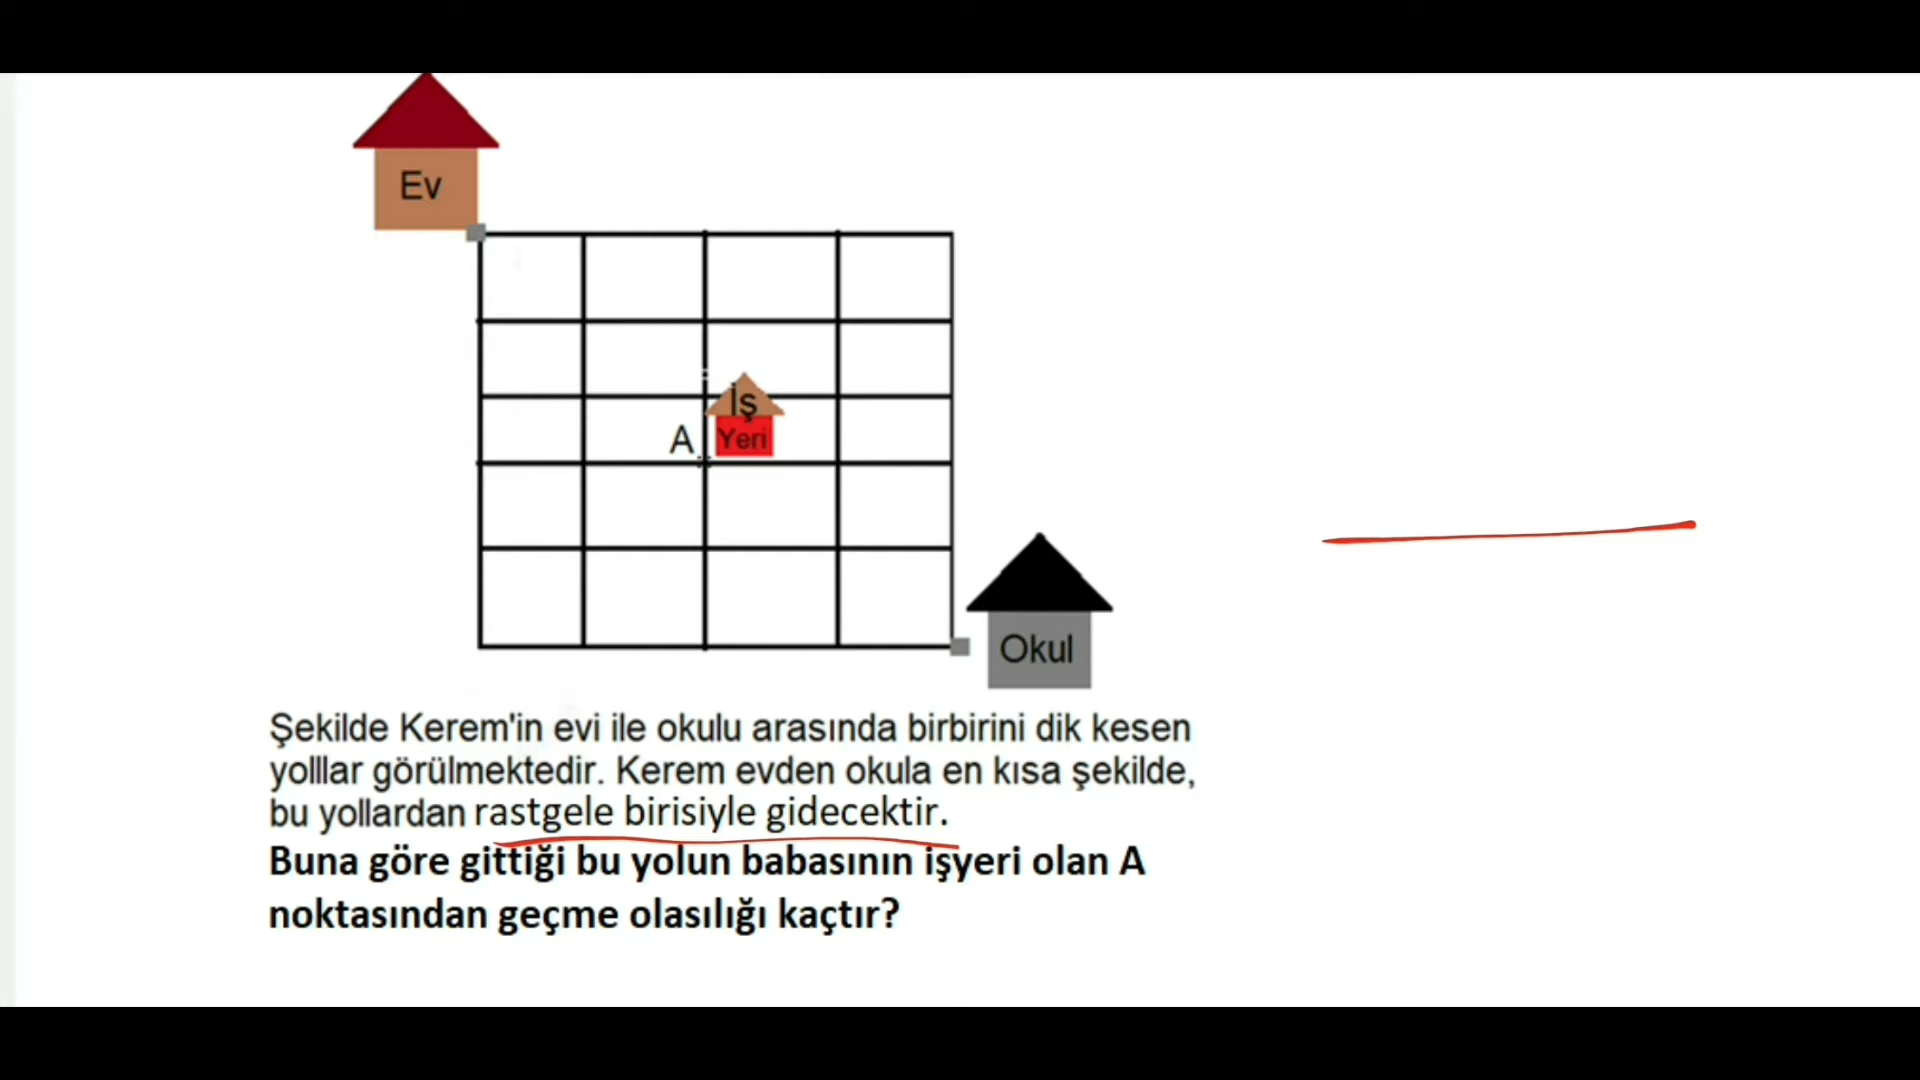 Ev
İş
A
Yeri
Okul
Şekilde Kerem'in evi ile okulu arasında birbirini dik kesen
yolllar görülmektedir. Kerem evden okula en kısa şekilde,
bu yollardan rastgele birisiyle gidecektir.
Buna göre gittiği bu yolun babasının işyeri olan A
noktasından geçme olasılığı kaçtır?